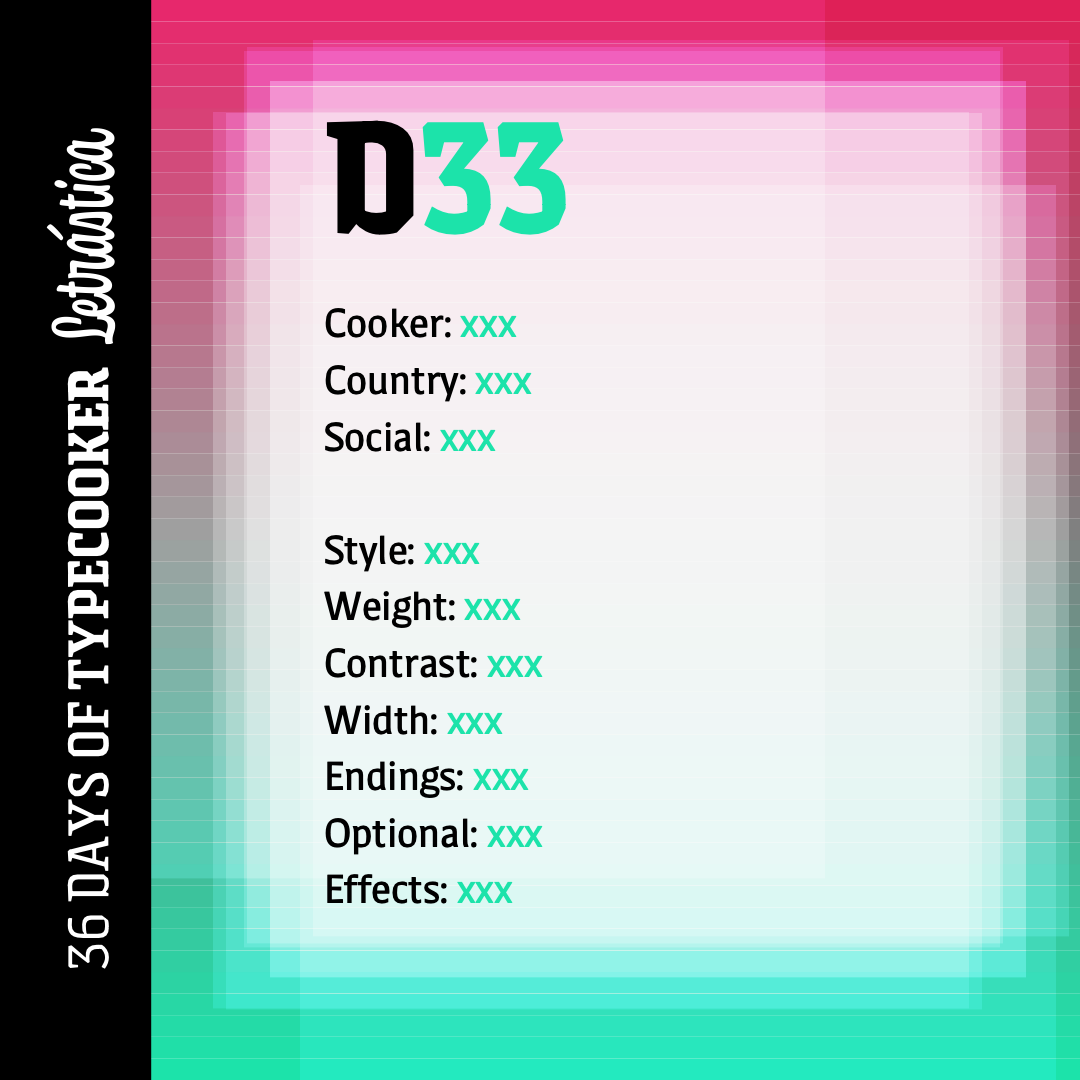 36 DAYS OF TYPECOOKER Letrástica
D33
Cooker: xxx
Country: xxx
Social: xxx
Style: xxx
Weight: xxx
Contrast: xxx
Width: xxx
Endings: xxx
Optional: xxx
Effects: xxx